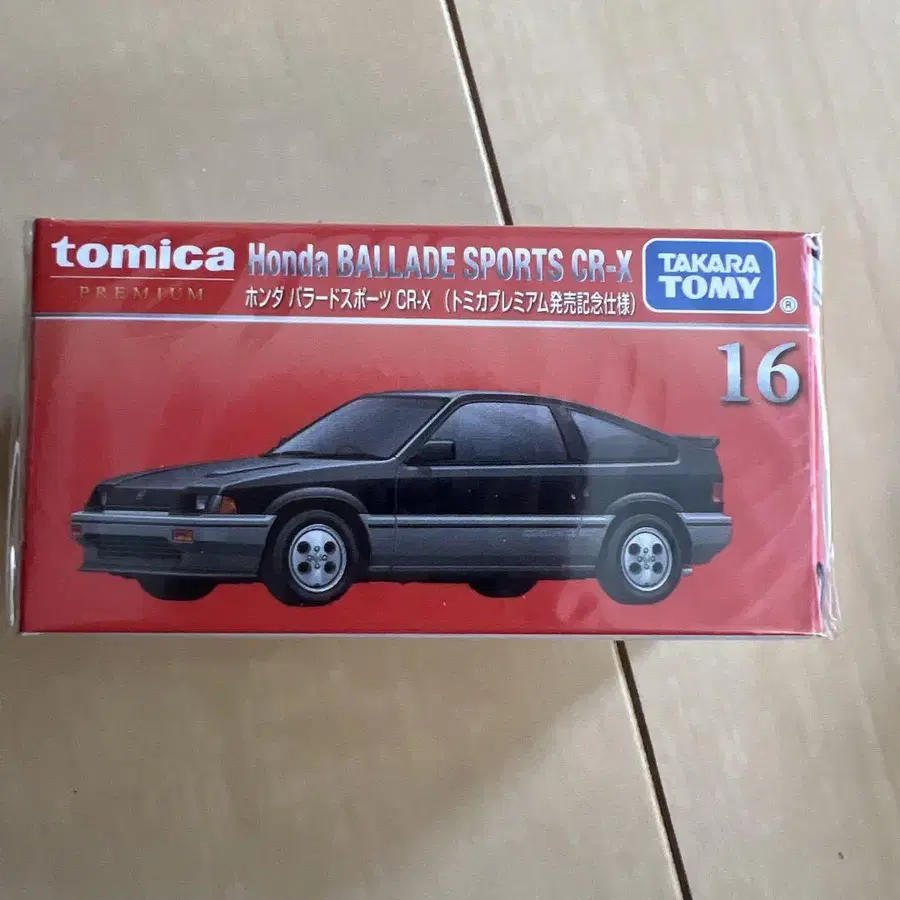 tomica
PREMIUM
Honda BALLADE SPORTS CR-X
ホンダ バラードスポーツ CR-X （トミカプレミアム発売記念仕様）
TAKARA
TOMY
®
16